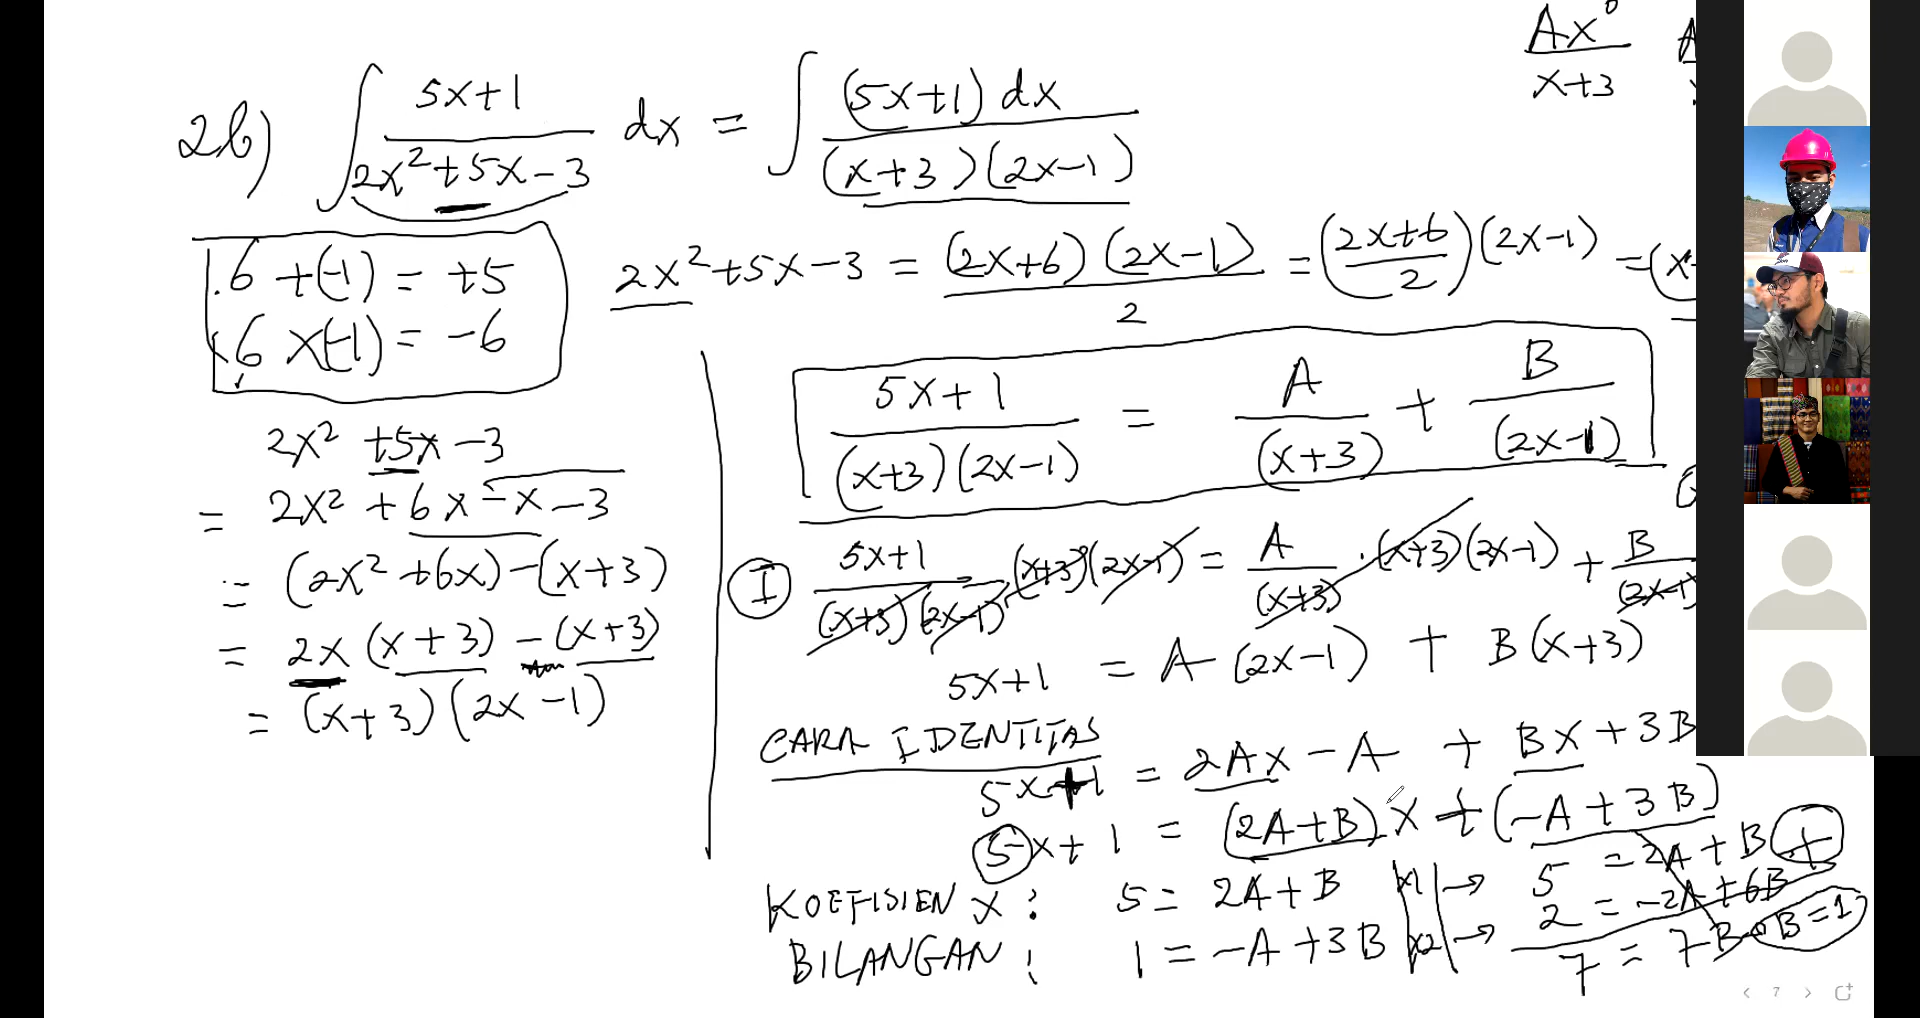 2b) ∫ 5x+1 / 2x²+5x-3 dx = ∫ (5x+1) dx / (x+3)(2x-1)
Ax⁰ / x+3
6 + (-1) = +5
6 x(-1) = -6
2x²+5x-3 = (2x+6)(2x-1) / 2 = (2x+6 / 2)(2x-1) = (x
2x² +5x -3
= 2x² + 6x - x - 3
= (2x² +6x) - (x+3)
= 2x (x+3) - (x+3)
= (x+3)(2x-1)
5x+1 / (x+3)(2x-1) = A / (x+3) + B / (2x-1)
I 5x+1 / (x+3)(2x-1) . (x+3)(2x-1) = A / (x+3) . (x+3)(2x-1) + B / (2x-1)
5x+1 = A (2x-1) + B (x+3)
CARA IDENTITAS
5x+1 = 2Ax - A + Bx + 3B
5x+1 = (2A+B) x + (-A+3B)
KOEFISIEN X : 5 = 2A+B |x1| → 5 = 2A+B +
BILANGAN : 1 = -A+3B |x2| → 2 = -2A+6B
7 = 7B B=1
< 7 >